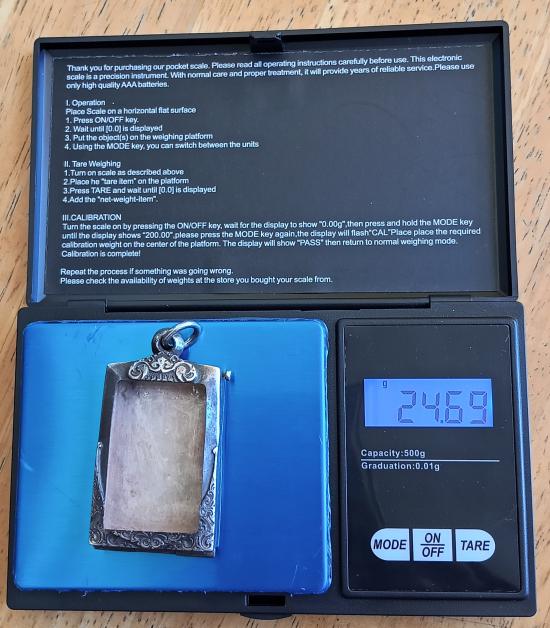 Thank you for purchasing our pocket scale. Please read all operating instructions carefully before use. This electronic
scale is a precision instrument. With normal care and proper treatment, it will provide years of reliable service.Please use
only high quality AAA batteries.
I. Operation
Place Scale on a horizontal flat surface
1. Press ON/OFF key.
2. Wait until [0.0] is displayed
3. Put the object(s) on the weighing platform
4. Using the MODE key, you can switch between the units
II. Tare Weighing
1.Turn on scale as described above
2.Place he "tare item" on the platform
3.Press TARE and wait until [0.0] is displayed
4.Add the "net-weight-item".
III.CALIBRATION
Turn the scale on by pressing the ON/OFF key, wait for the display to show "0.00g",then press and hold the MODE key
until the display shows "200.00",please press the MODE key again,the display will flash"CAL"Place place the required
calibration weight on the center of the platform. The display will show "PASS" then return to normal weighing mode.
Calibration is complete!
Repeat the process if something was going wrong.
Please check the availability of weights at the store you bought your scale from.
g
24.69
Capacity:500g
Graduation:0.01g
MODE ON/OFF TARE